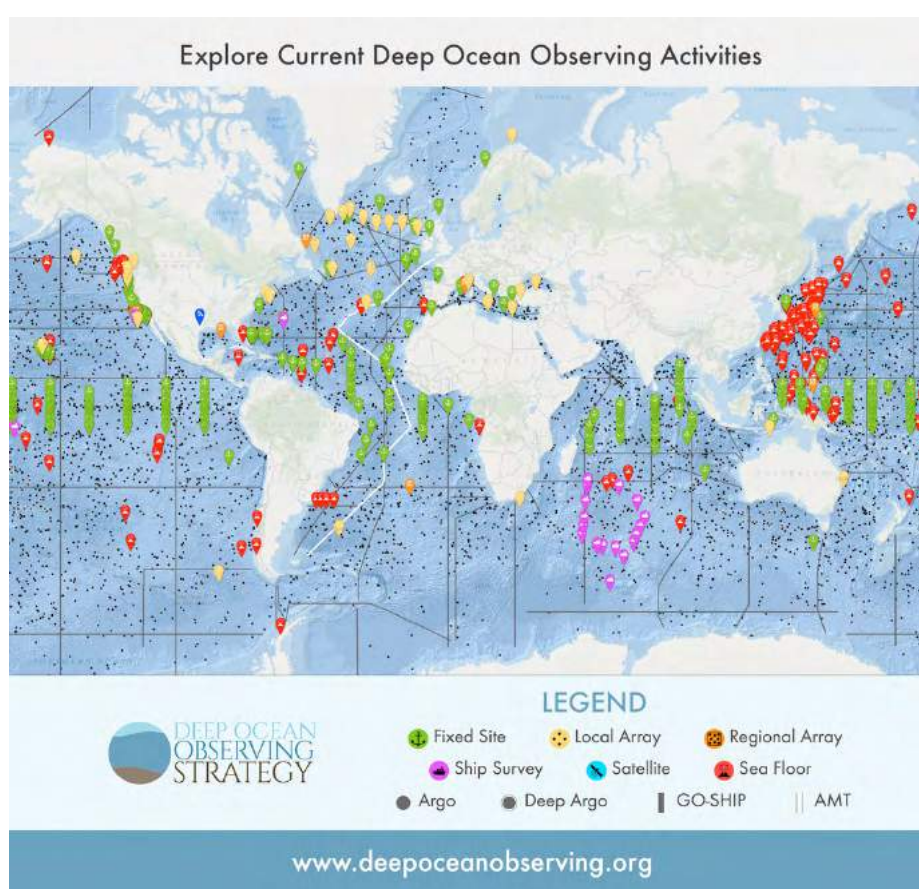 Explore Current Deep Ocean Observing Activities
LEGEND
DEEP OCEAN
OBSERVING
STRATEGY
Fixed Site
Local Array
Regional Array
Ship Survey
Satellite
Sea Floor
Argo
Deep Argo
GO-SHIP
AMT
www.deepoceanobserving.org